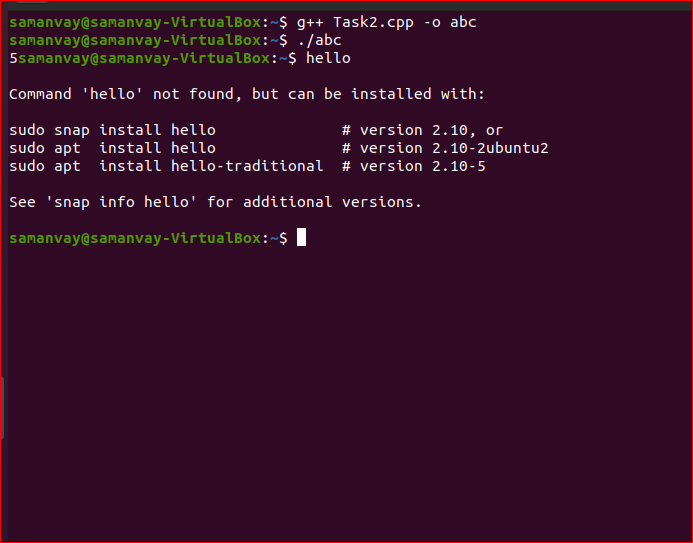 samanvay@samanvay-VirtualBox:~$ g++ Task2.cpp -o abc
samanvay@samanvay-VirtualBox:~$ ./abc
5samanvay@samanvay-VirtualBox:~$ hello
Command 'hello' not found, but can be installed with:
sudo snap install hello              # version 2.10, or
sudo apt  install hello              # version 2.10-2ubuntu2
sudo apt  install hello-traditional  # version 2.10-5
See 'snap info hello' for additional versions.
samanvay@samanvay-VirtualBox:~$